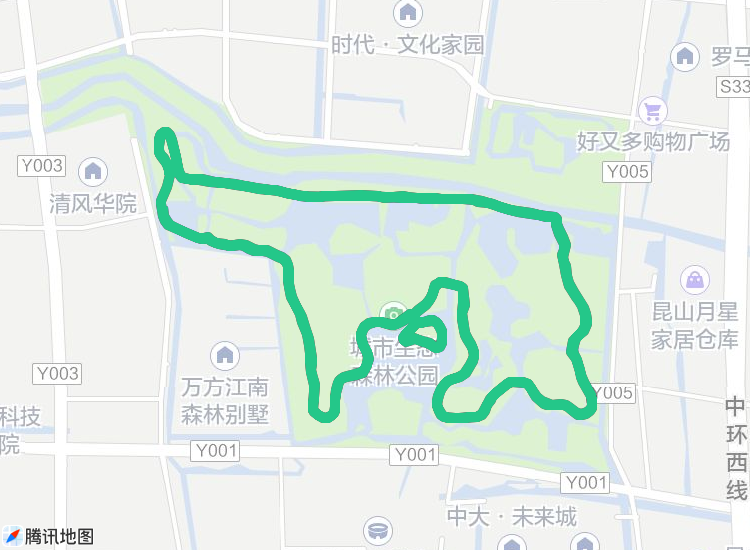 时代·文化家园
罗马
S33
好又多购物广场
Y003
Y005
清风华院
昆山月星
家居仓库
城市生态
森林公园
Y003
万方江南
森林别墅
Y005
中环西线
科技
院
Y001
Y001
Y001
中大·未来城
腾讯地图